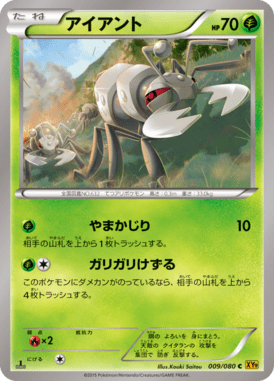 たね アイアント HP70
全国図鑑NO.632 てつアリポケモン 高さ:0.3m 重さ:33.0kg
やまかじり 10
相手の山札を上から1枚トラッシュする。
ガリガリけずる
このポケモンにダメカンがのっているなら、相手の山札を上から
4枚トラッシュする。
弱点 抵抗力
×2
にげる
鋼の よろいを 身にまとう。
天敵の クイタランの 攻撃を
集団で 防ぎ 反撃する。
Illus.Kouki Saitou 009/080 C XY
©2015 Pokémon/Nintendo/Creatures/GAME FREAK.